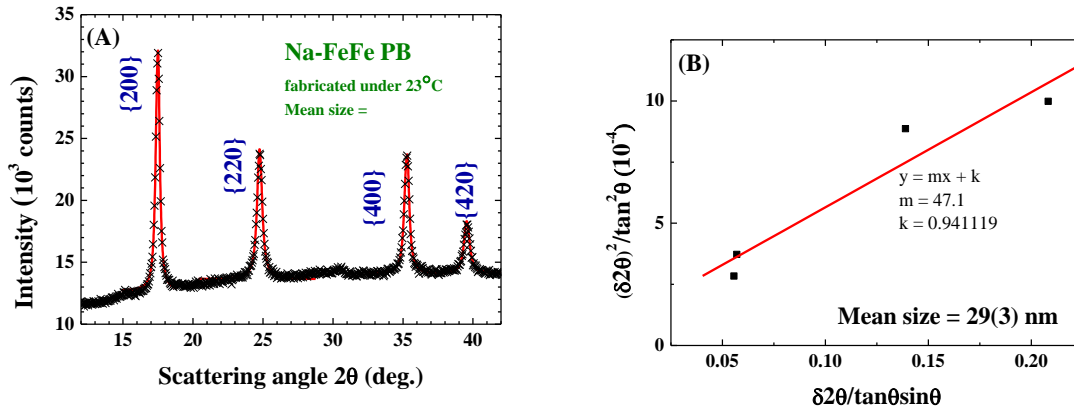 (A)
Na-FeFe PB
fabricated under 23°C
Mean size =
{200}
{220}
{400}
{420}
35
30
25
20
15
10
Intensity (10³ counts)
15 20 25 30 35 40
Scattering angle 2θ (deg.)
(B)
10
5
0
(δ2θ)²/tan²θ (10⁻⁴)
y = mx + k
m = 47.1
k = 0.941119
Mean size = 29(3) nm
0.05 0.10 0.15 0.20
δ2θ/tanθsinθ